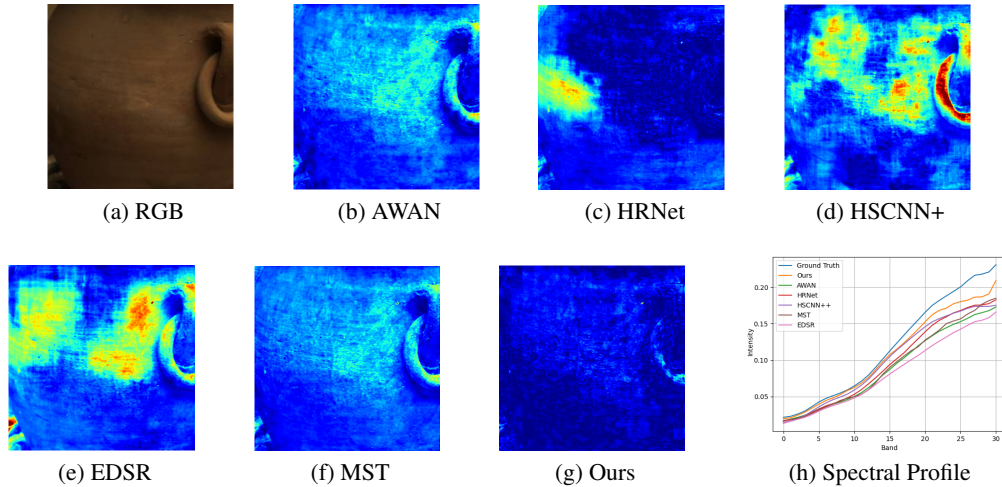 (a) RGB
(b) AWAN
(c) HRNet
(d) HSCNN+
(e) EDSR
(f) MST
(g) Ours
Ground Truth
Ours
AWAN
HRNet
HSCNN++
MST
EDSR
0.20
0.15
0.10
0.05
Intensity
0 5 10 15 20 25 30
Band
(h) Spectral Profile